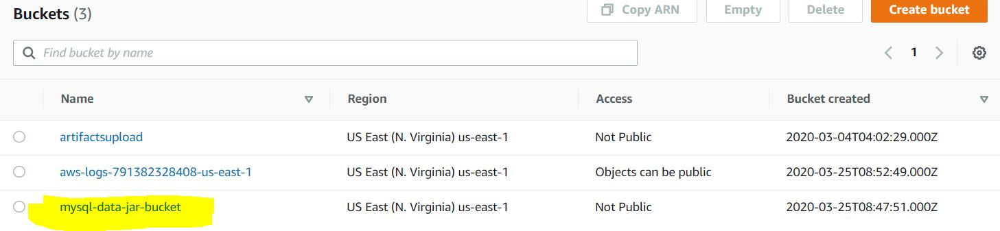 Buckets (3) Copy ARN Empty Delete Create bucket
Find bucket by name 1
Name Region Access Bucket created
artifactsupload US East (N. Virginia) us-east-1 Not Public 2020-03-04T04:02:29.000Z
aws-logs-791382328408-us-east-1 US East (N. Virginia) us-east-1 Objects can be public 2020-03-25T08:52:49.000Z
mysql-data-jar-bucket US East (N. Virginia) us-east-1 Not Public 2020-03-25T08:47:51.000Z